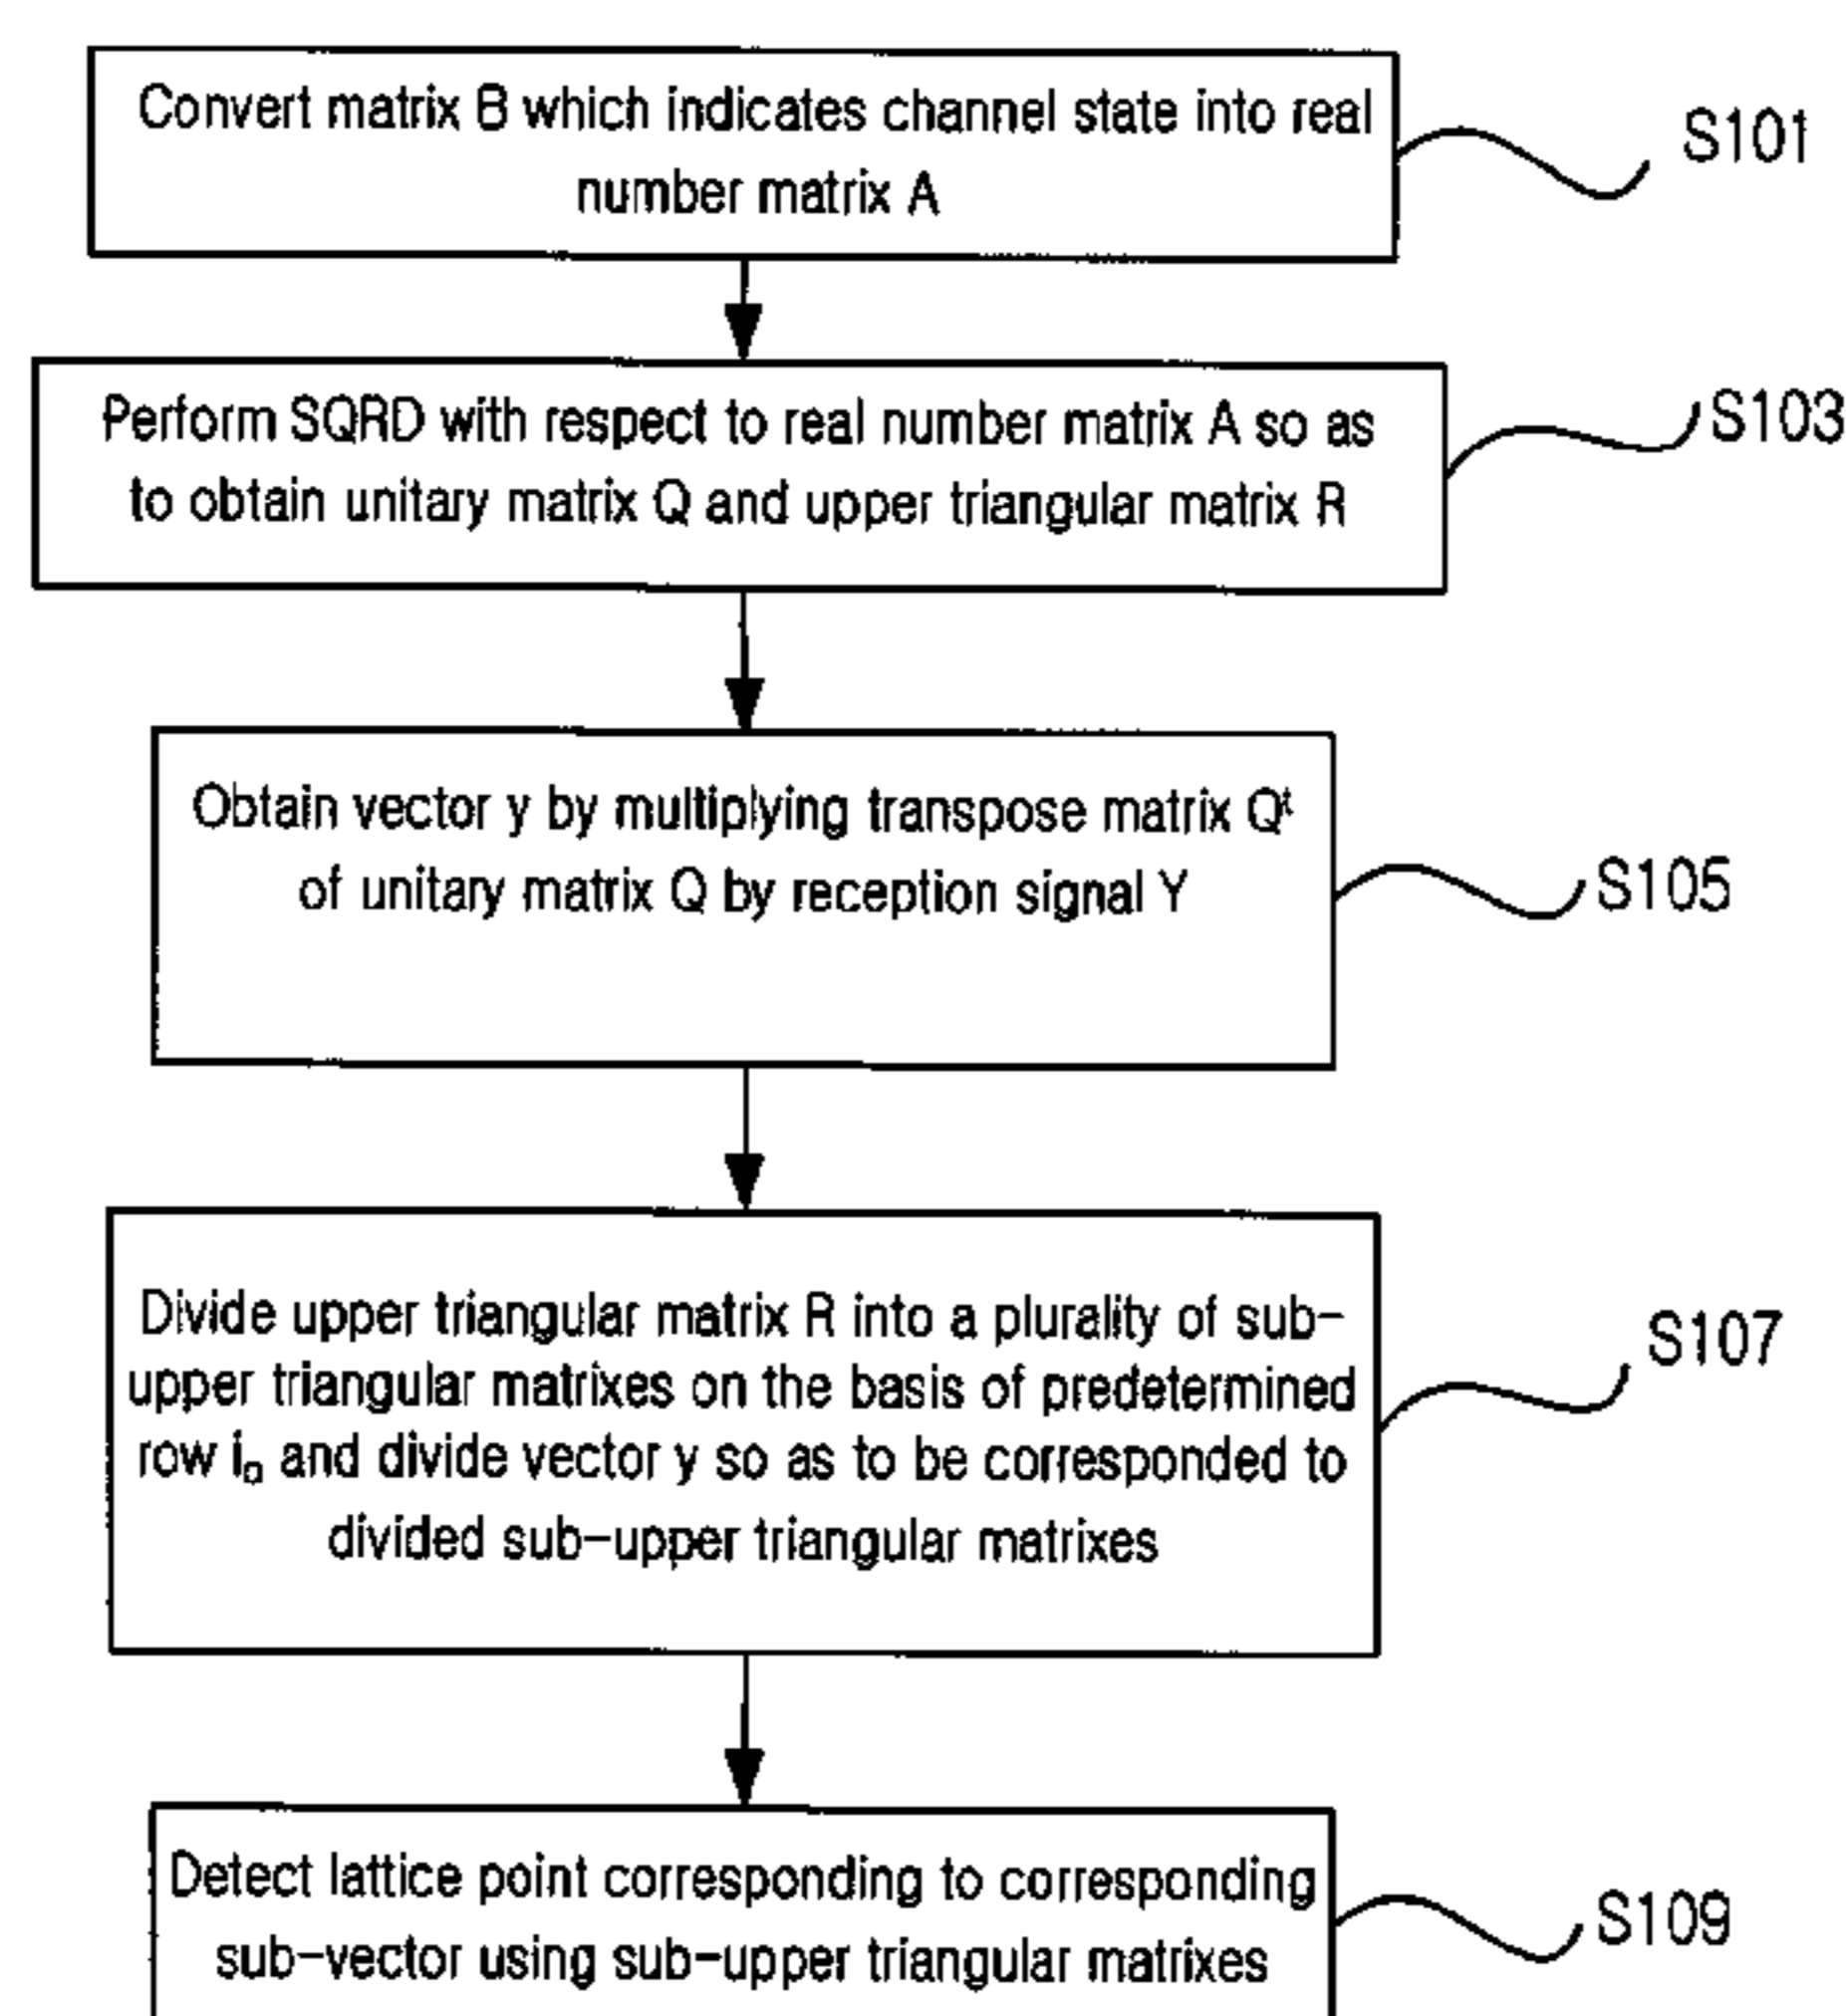 Convert matrix B which indicates channel state into real
number matrix A
S101
Perform SQRD with respect to real number matrix A so as
to obtain unitary matrix Q and upper triangular matrix R
S103
Obtain vector y by multiplying transpose matrix Qᵗ
of unitary matrix Q by reception signal Y
S105
Divide upper triangular matrix R into a plurality of sub-
upper triangular matrixes on the basis of predetermined
row i₀ and divide vector y so as to be corresponded to
divided sub-upper triangular matrixes
S107
Detect lattice point corresponding to corresponding
sub-vector using sub-upper triangular matrixes
S109